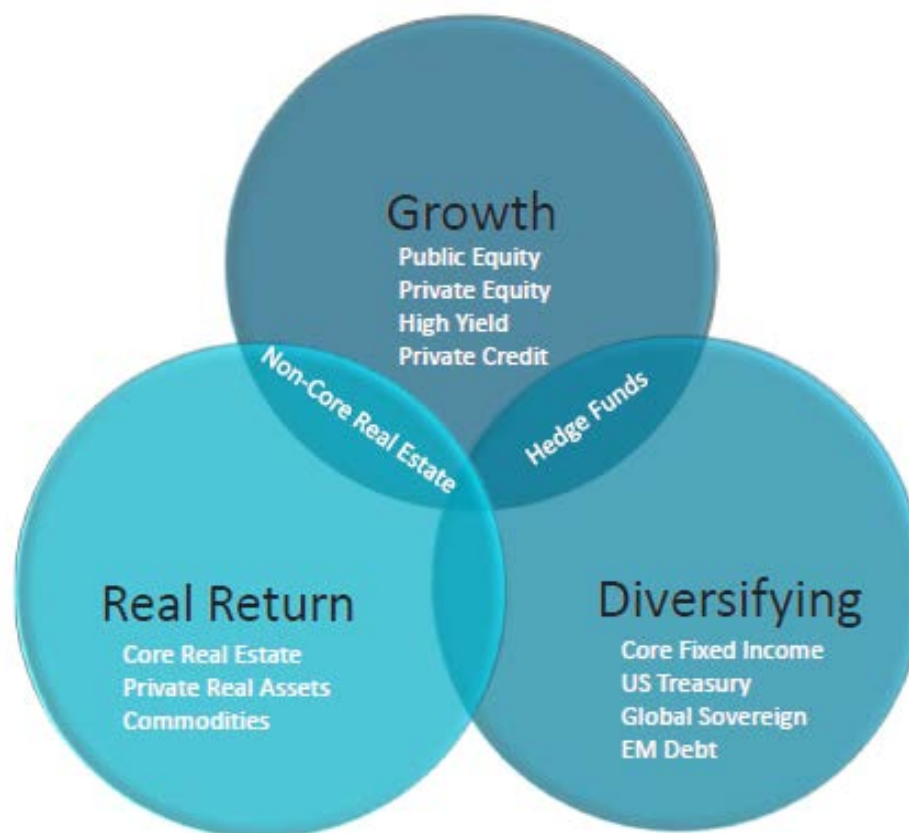 Growth
Public Equity
Private Equity
High Yield
Private Credit
Non-Core Real Estate
Hedge Funds
Real Return
Core Real Estate
Private Real Assets
Commodities
Diversifying
Core Fixed Income
US Treasury
Global Sovereign
EM Debt